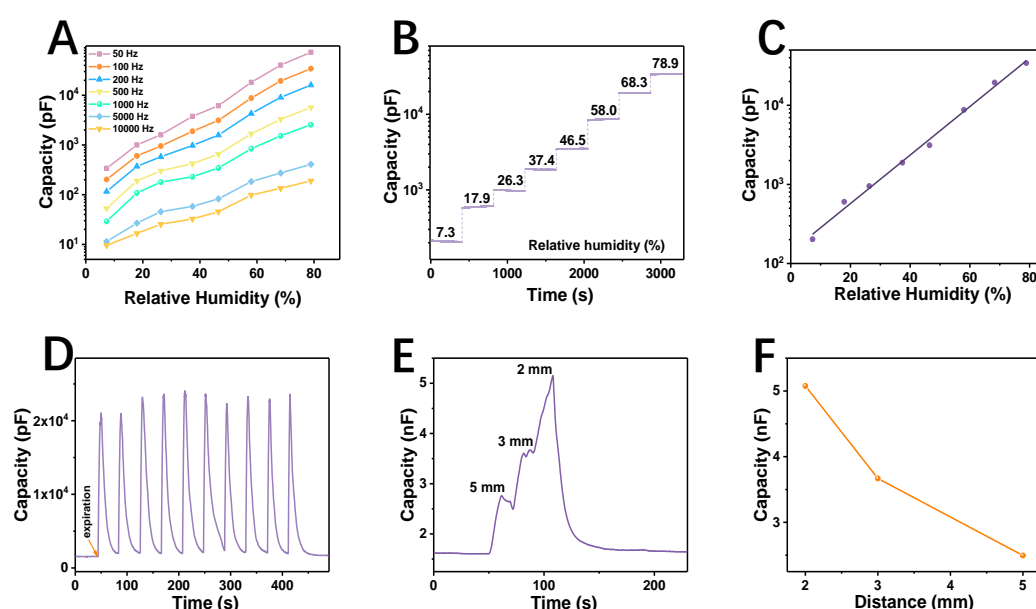 A
50 Hz
100 Hz
200 Hz
500 Hz
1000 Hz
5000 Hz
10000 Hz
10⁴
10³
10²
10¹
Capacity (pF)
0 20 40 60 80
Relative Humidity (%)
B
10⁴
10³
Capacity (pF)
7.3
17.9
26.3
37.4
46.5
58.0
68.3
78.9
Relative humidity (%)
0 1000 2000 3000
Time (s)
C
10⁴
10³
10²
Capacity (pF)
0 20 40 60 80
Relative Humidity (%)
D
2x10⁴
1x10⁴
0
Capacity (pF)
expiration
0 100 200 300 400
Time (s)
E
5
4
3
2
Capacity (nF)
5 mm
3 mm
2 mm
0 100 200
Time (s)
F
5
4
3
Capacity (nF)
2 3 4 5
Distance (mm)